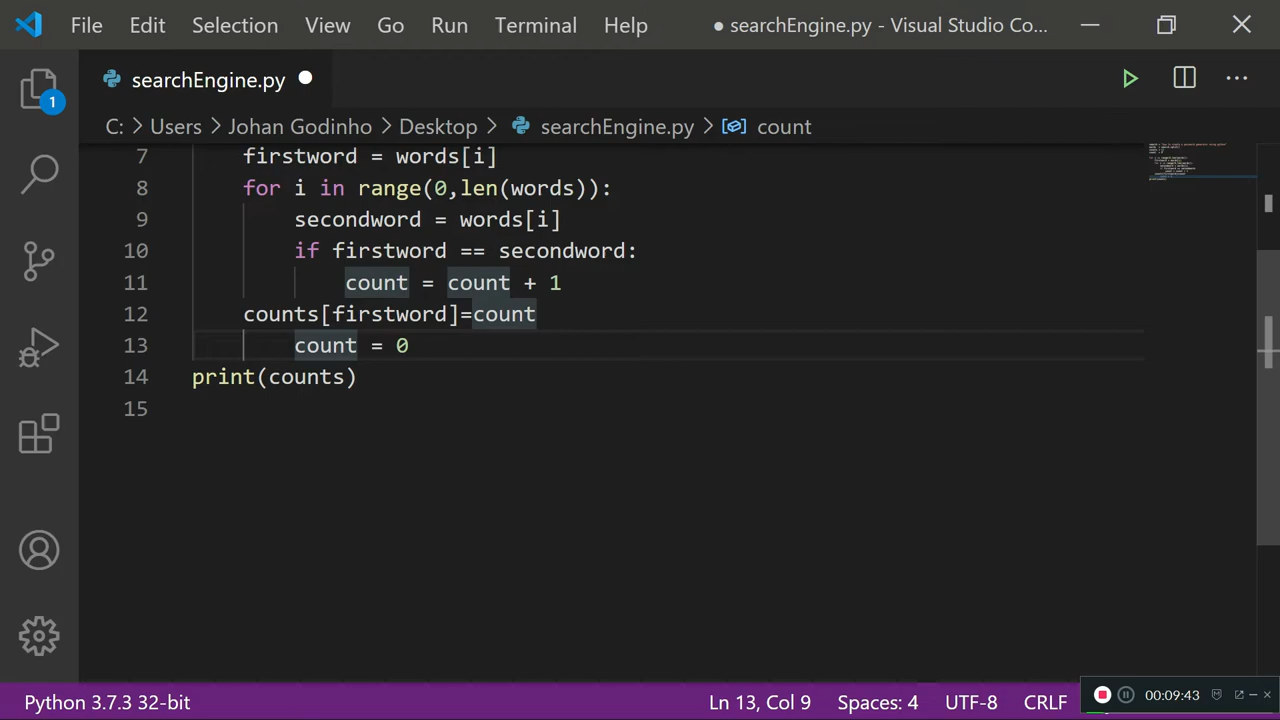 File Edit Selection View Go Run Terminal Help ● searchEngine.py - Visual Studio Co...
searchEngine.py
1
C: > Users > Johan Godinho > Desktop > searchEngine.py > count
7 firstword = words[i]
8 for i in range(0,len(words)):
9 secondword = words[i]
10 if firstword == secondword:
11 count = count + 1
12 counts[firstword]=count
13 count = 0
14 print(counts)
15
Python 3.7.3 32-bit Ln 13, Col 9 Spaces: 4 UTF-8 CRLF 00:09:43